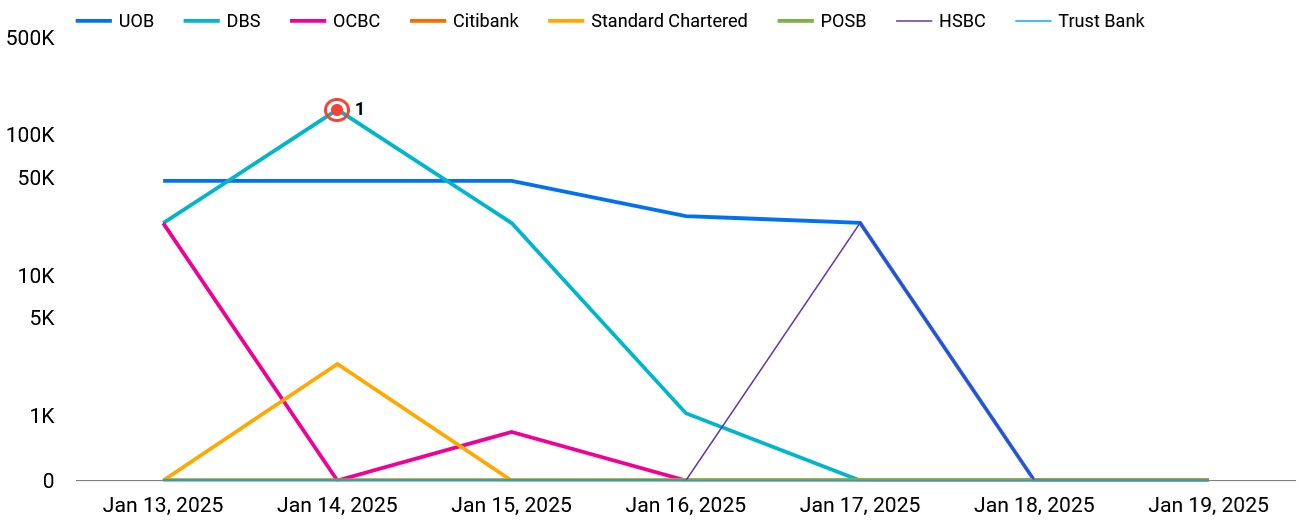 UOB DBS OCBC Citibank Standard Chartered POSB HSBC Trust Bank
500K
1
100K
50K
10K
5K
1K
0
Jan 13, 2025 Jan 14, 2025 Jan 15, 2025 Jan 16, 2025 Jan 17, 2025 Jan 18, 2025 Jan 19, 2025